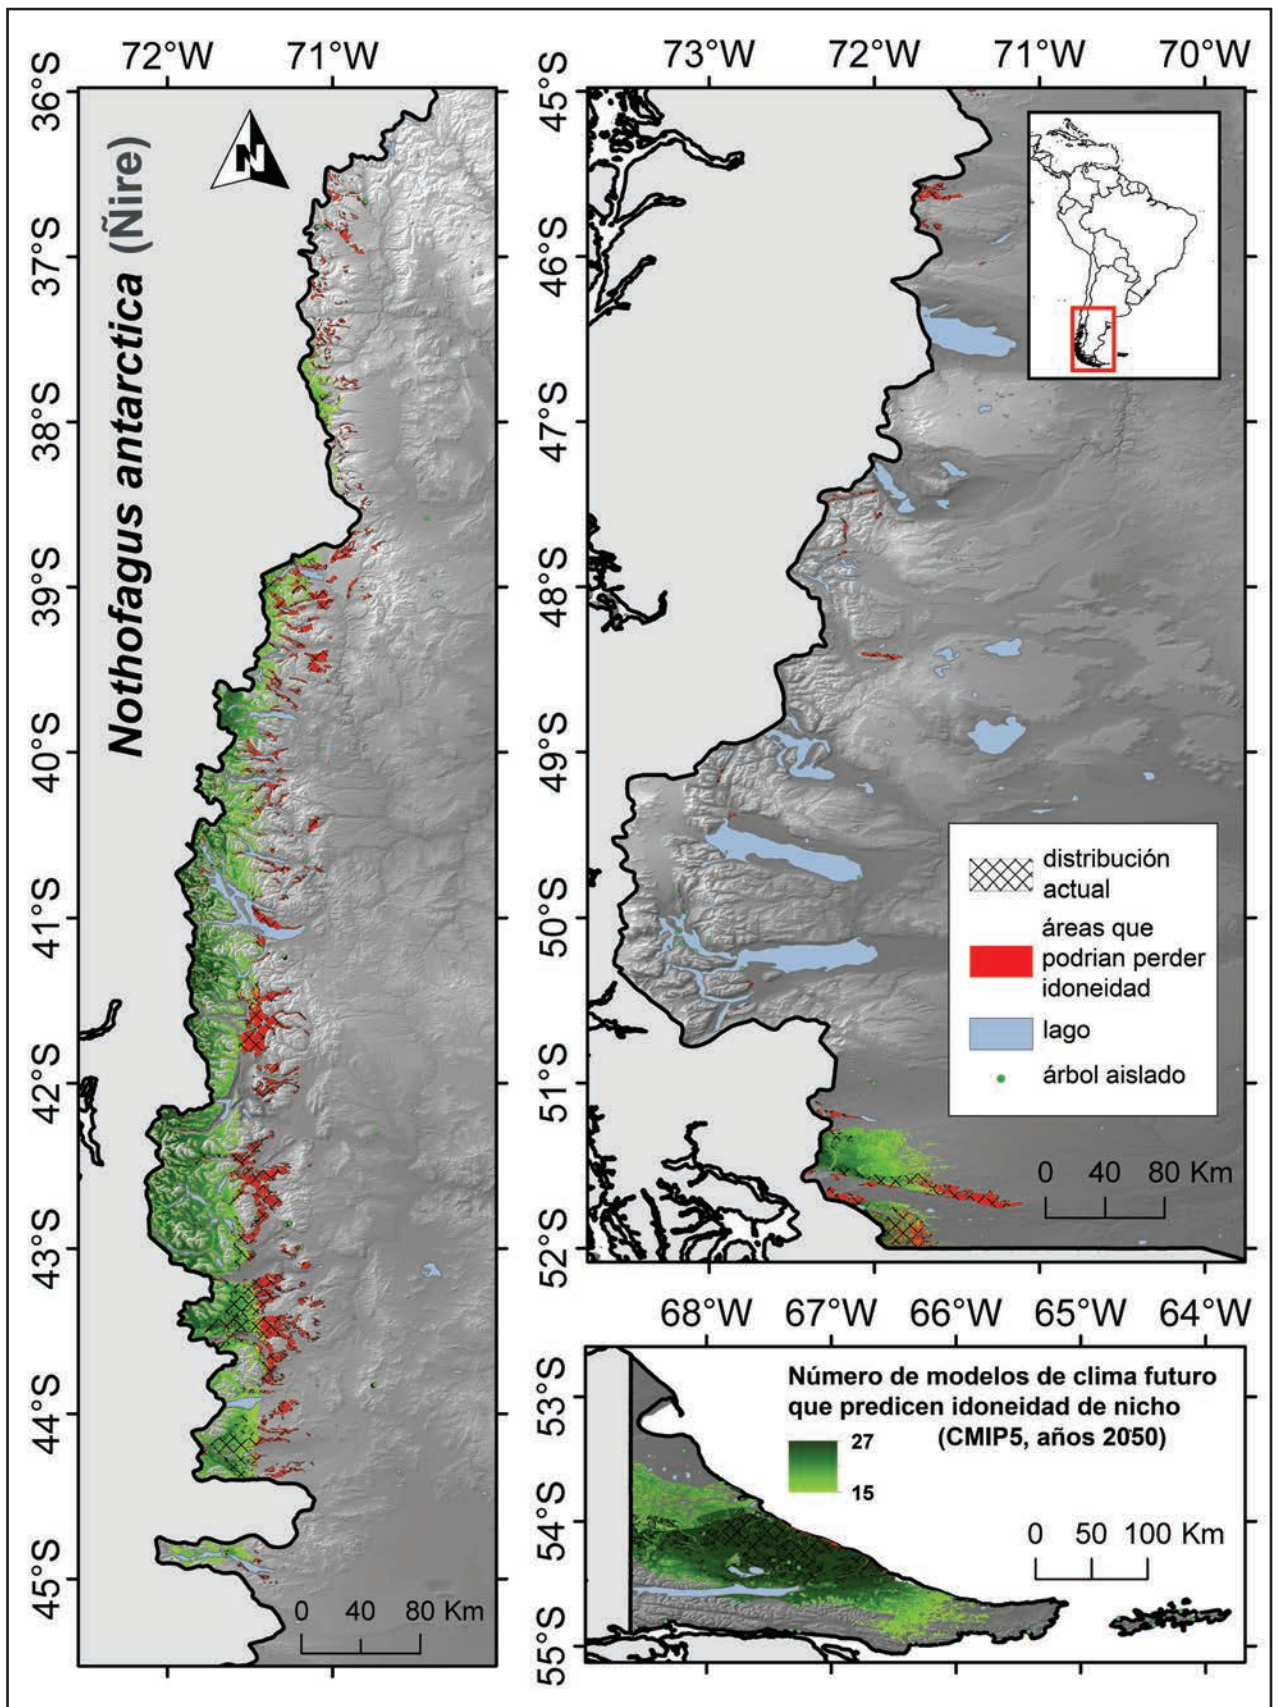 72°W 71°W
36°S
37°S
38°S
39°S
40°S
41°S
42°S
43°S
44°S
45°S
Nothofagus antarctica (Ñire)
N
0 40 80 Km
73°W 72°W 71°W 70°W
45°S
46°S
47°S
48°S
49°S
50°S
51°S
52°S
distribución
actual
áreas que
podrian perder
idoneidad
lago
árbol aislado
0 40 80 Km
68°W 67°W 66°W 65°W 64°W
53°S
54°S
55°S
Número de modelos de clima futuro
que predicen idoneidad de nicho
(CMIP5, años 2050)
27
15
0 50 100 Km